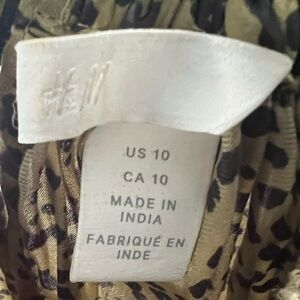 H&M
US 10
CA 10
MADE IN
INDIA
FABRIQUÉ EN
INDE